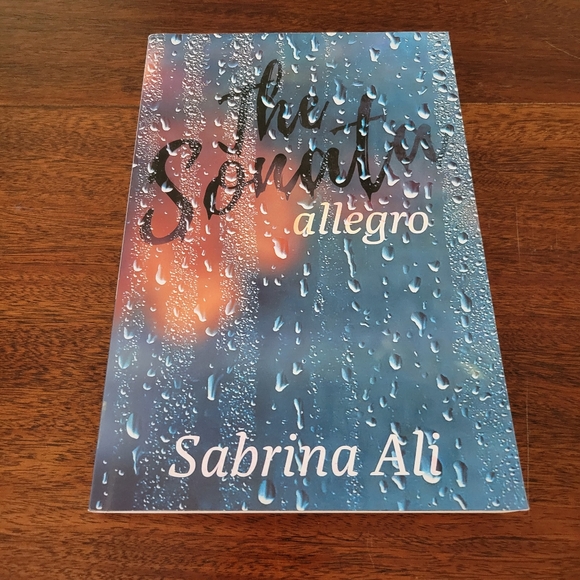 The
Sonata
allegro
Sabrina Ali